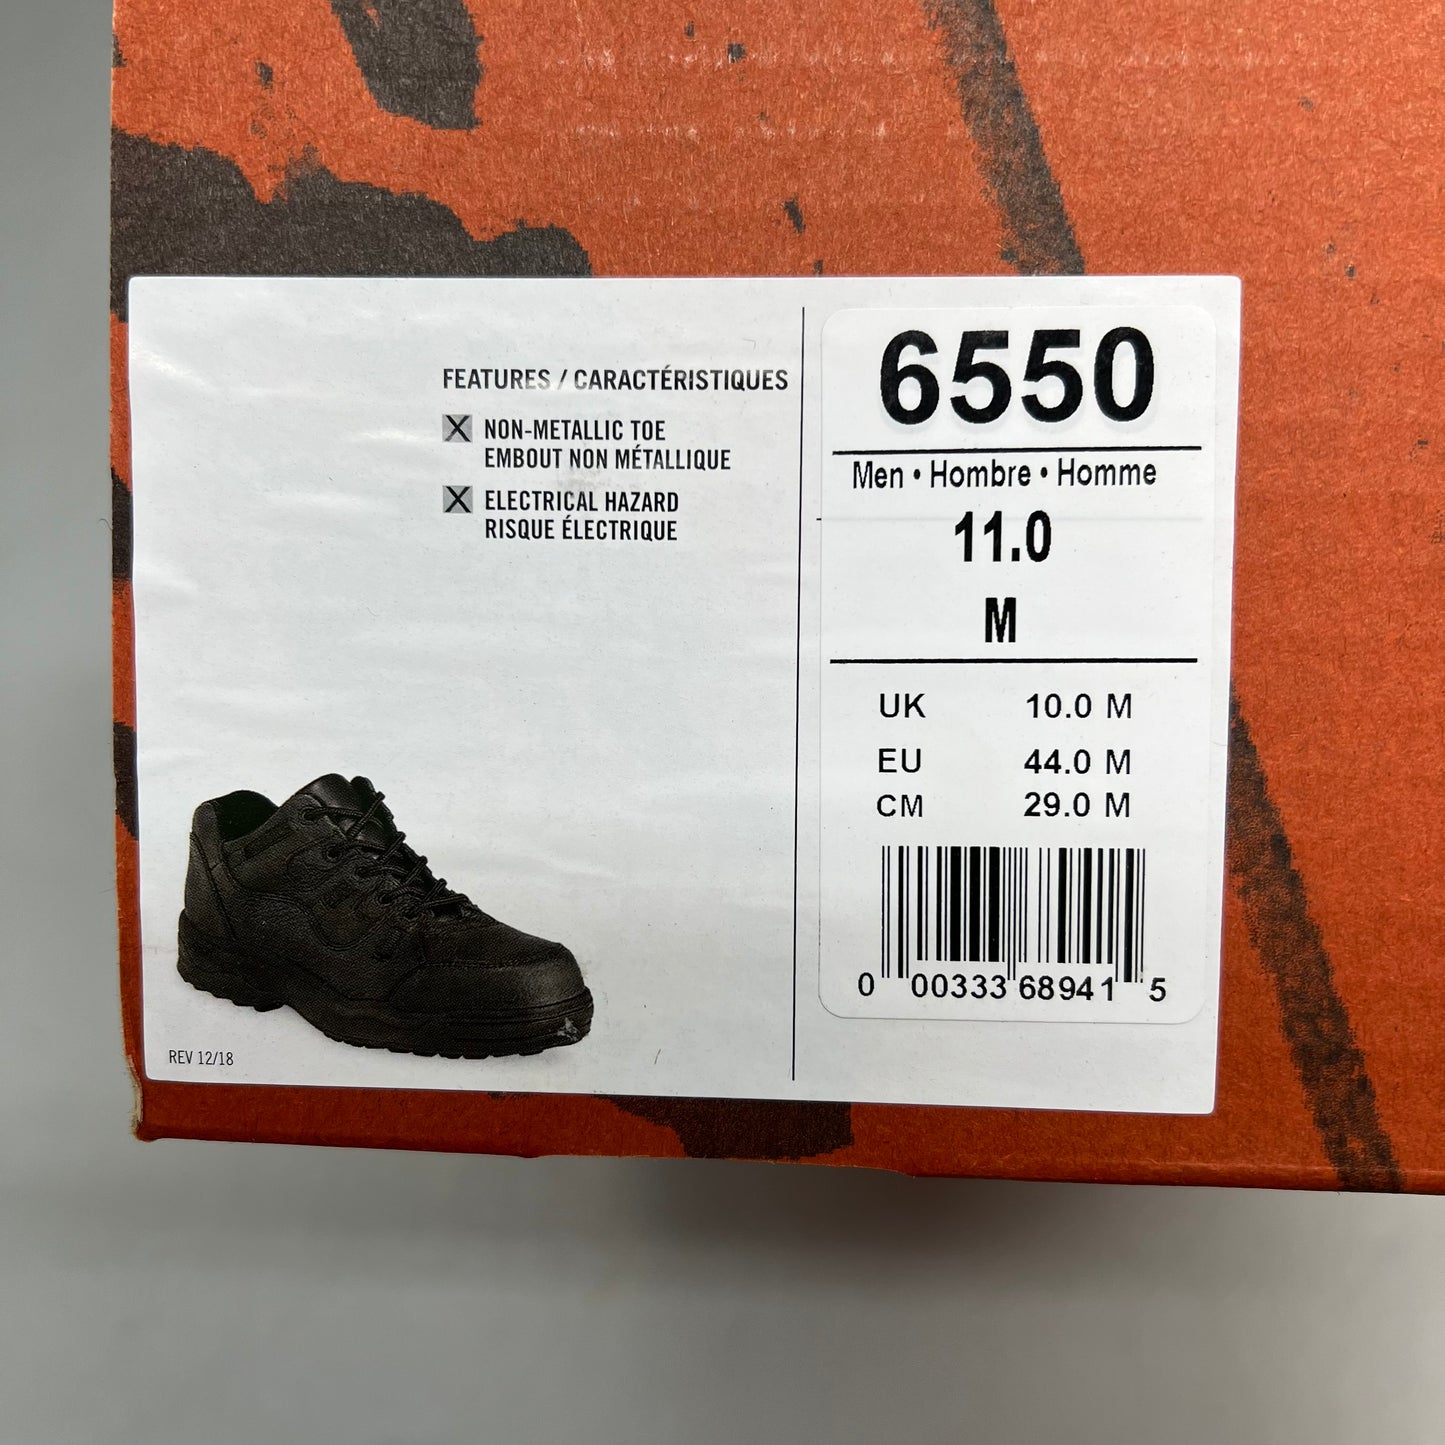 FEATURES / CARACTÉRISTIQUES
X NON-METALLIC TOE
EMBOUT NON MÉTALLIQUE
X ELECTRICAL HAZARD
RISQUE ÉLECTRIQUE
REV 12/18
6550
Men • Hombre • Homme
11.0
M
UK 10.0 M
EU 44.0 M
CM 29.0 M
0 00333 68941 5